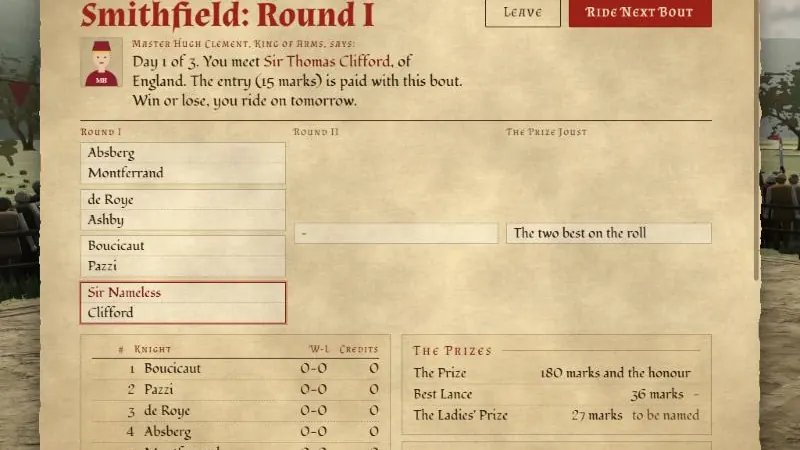 Smithfield: Round I
Leave
Ride Next Bout
Master Hugh Clement, King of Arms, says:
MB
Day 1 of 3. You meet Sir Thomas Clifford, of
England. The entry (15 marks) is paid with this bout.
Win or lose, you ride on tomorrow.
Round I
Round II
The Prize Joust
Absberg
Montferrand
de Roye
Ashby
Boucicaut
Pazzi
Sir Nameless
Clifford
-
The two best on the roll
# Knight W-L Credits
1 Boucicaut 0-0 0
2 Pazzi 0-0 0
3 de Roye 0-0 0
4 Absberg 0-0 0
The Prizes
The Prize 180 marks and the honour
Best Lance 36 marks -
The Ladies' Prize 27 marks to be named